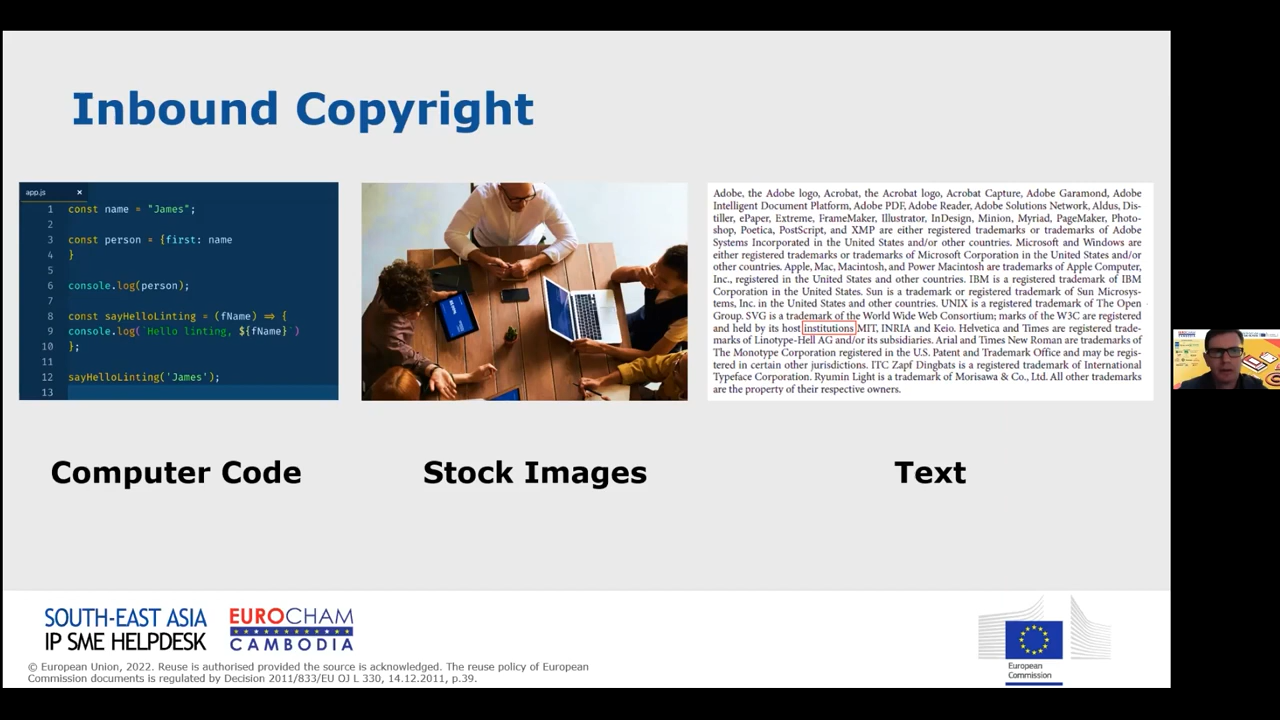 Inbound Copyright
app.js ×
1 const name = "James";
2
3 const person = {first: name
4 }
5
6 console.log(person);
7
8 const sayHelloLinting = (fName) => {
9 console.log(`Hello linting, ${fName}`)
10 };
11
12 sayHelloLinting('James');
13
Adobe, the Adobe logo, Acrobat, the Acrobat logo, Acrobat Capture, Adobe Garamond, Adobe
Intelligent Document Platform, Adobe PDF, Adobe Reader, Adobe Solutions Network, Aldus, Dis-
tiller, ePaper, Extreme, FrameMaker, Illustrator, InDesign, Minion, Myriad, PageMaker, Photo-
shop, Poetica, PostScript, and XMP are either registered trademarks or trademarks of Adobe
Systems Incorporated in the United States and/or other countries. Microsoft and Windows are
either registered trademarks or trademarks of Microsoft Corporation in the United States and/or
other countries. Apple, Mac, Macintosh, and Power Macintosh are trademarks of Apple Computer,
Inc., registered in the United States and other countries. IBM is a registered trademark of IBM
Corporation in the United States. Sun is a trademark or registered trademark of Sun Microsys-
tems, Inc. in the United States and other countries. UNIX is a registered trademark of The Open
Group. SVG is a trademark of the World Wide Web Consortium; marks of the W3C are registered
and held by its host institutions MIT, INRIA and Keio. Helvetica and Times are registered trade-
marks of Linotype-Hell AG and/or its subsidiaries. Arial and Times New Roman are trademarks of
The Monotype Corporation registered in the U.S. Patent and Trademark Office and may be regis-
tered in certain other jurisdictions. ITC Zapf Dingbats is a registered trademark of International
Typeface Corporation. Ryumin Light is a trademark of Morisawa & Co., Ltd. All other trademarks
are the property of their respective owners.
Computer Code
Stock Images
Text
SOUTH-EAST ASIA
IP SME HELPDESK
EUROCHAM
CAMBODIA
European
Commission
© European Union, 2022. Reuse is authorised provided the source is acknowledged. The reuse policy of European
Commission documents is regulated by Decision 2011/833/EU OJ L 330, 14.12.2011, p.39.